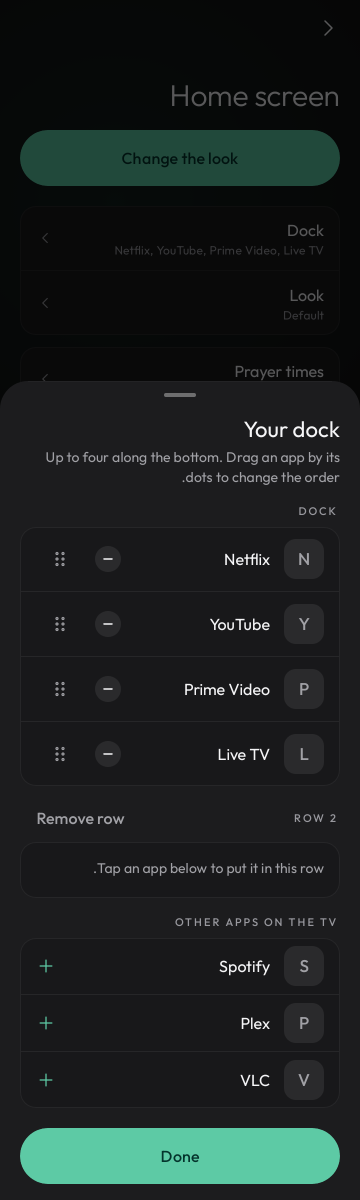 Home screen
Change the look
Dock
Netflix, YouTube, Prime Video, Live TV
Look
Default
Prayer times
Your dock
Up to four along the bottom. Drag an app by its
.dots to change the order
DOCK
N Netflix
Y YouTube
P Prime Video
L Live TV
ROW 2
Remove row
.Tap an app below to put it in this row
OTHER APPS ON THE TV
S Spotify
P Plex
V VLC
Done